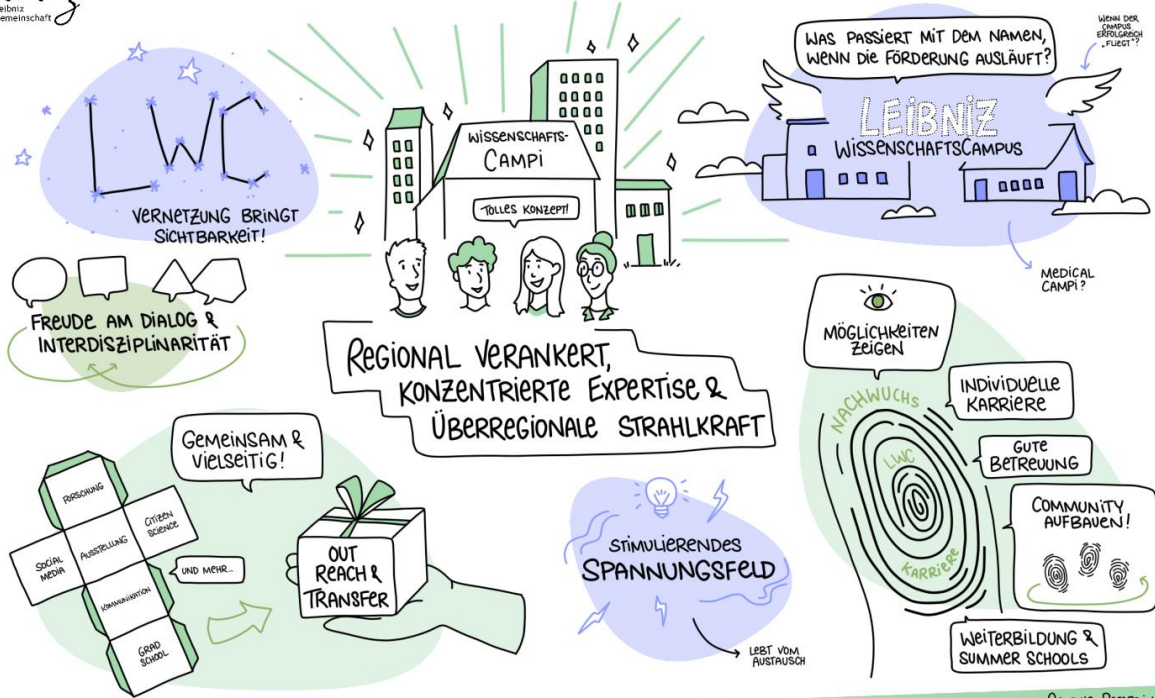 Leibniz
Gemeinschaft
LWC
VERNETZUNG BRINGT
SICHTBARKEIT!
WISSENSCHAFTS-
CAMPI
TOLLES KONZEPT!
WAS PASSIERT MIT DEM NAMEN,
WENN DIE FÖRDERUNG AUSLÄUFT?
WENN DER
CAMPUS
ERFOLGREICH
„FLIEGT"?
LEIBNIZ
WISSENSCHAFTSCAMPUS
MEDICAL
CAMPI?
FREUDE AM DIALOG &
INTERDISZIPLINARITÄT
REGIONAL VERANKERT,
KONZENTRIERTE EXPERTISE &
ÜBERREGIONALE STRAHLKRAFT
MÖGLICHKEITEN
ZEIGEN
NACHWUCHS
LWC
KARRIERE
INDIVIDUELLE
KARRIERE
GUTE
BETREUUNG
COMMUNITY
AUFBAUEN!
WEITERBILDUNG &
SUMMER SCHOOLS
GEMEINSAM &
VIELSEITIG!
FORSCHUNG
SOCIAL
MEDIA
AUSSTELLUNG
CITIZEN
SCIENCE
KOMMUNIKATION
GRAD
SCHOOL
UND MEHR...
OUT
REACH &
TRANSFER
STIMULIERENDES
SPANNUNGSFELD
LEBT VOM
AUSTAUSCH